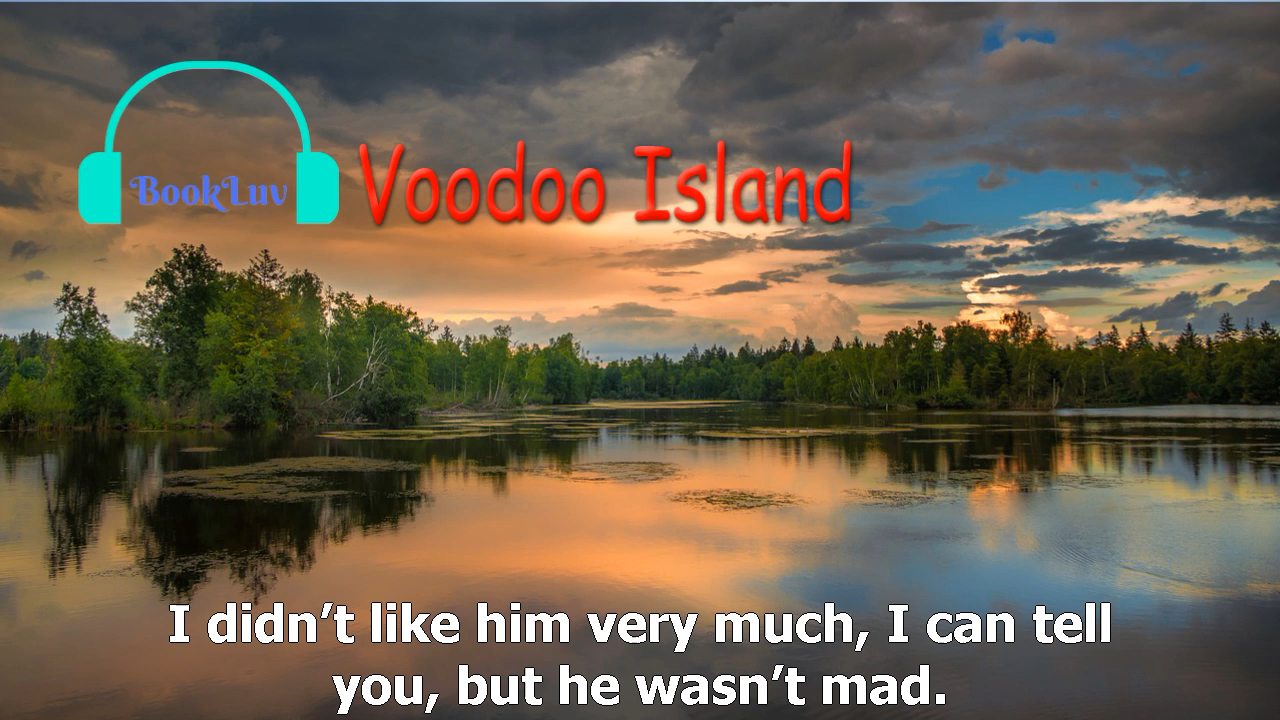 BookLuv
Voodoo Island
I didn’t like him very much, I can tell
you, but he wasn’t mad.